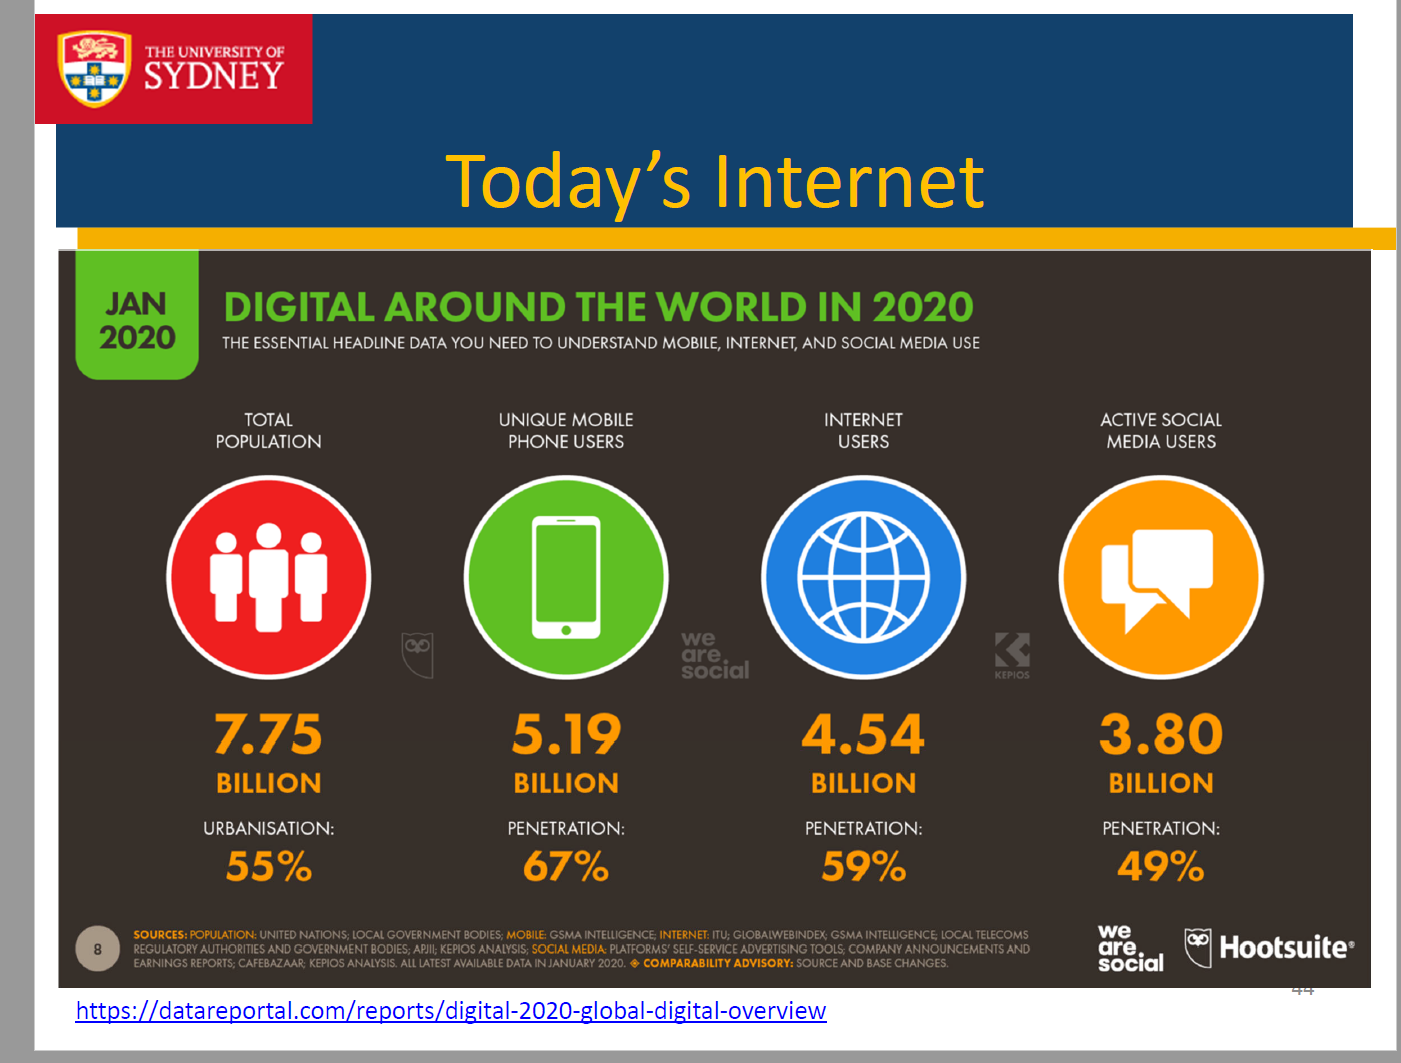 THE UNIVERSITY OF
SYDNEY
Today’s Internet
JAN
2020
DIGITAL AROUND THE WORLD IN 2020
THE ESSENTIAL HEADLINE DATA YOU NEED TO UNDERSTAND MOBILE, INTERNET, AND SOCIAL MEDIA USE
TOTAL
POPULATION
UNIQUE MOBILE
PHONE USERS
INTERNET
USERS
ACTIVE SOCIAL
MEDIA USERS
we
are
social
KEPIOS
7.75
BILLION
URBANISATION:
55%
5.19
BILLION
PENETRATION:
67%
4.54
BILLION
PENETRATION:
59%
3.80
BILLION
PENETRATION:
49%
8
SOURCES: POPULATION: UNITED NATIONS; LOCAL GOVERNMENT BODIES; MOBILE: GSMA INTELLIGENCE; INTERNET: ITU; GLOBALWEBINDEX; GSMA INTELLIGENCE; LOCAL TELECOMS
REGULATORY AUTHORITIES AND GOVERNMENT BODIES; APJII; KEPIOS ANALYSIS; SOCIAL MEDIA: PLATFORMS’ SELF-SERVICE ADVERTISING TOOLS; COMPANY ANNOUNCEMENTS AND
EARNINGS REPORTS; CAFEBAZAAR; KEPIOS ANALYSIS. ALL LATEST AVAILABLE DATA IN JANUARY 2020. ◈ COMPARABILITY ADVISORY: SOURCE AND BASE CHANGES.
we
are
social
Hootsuite®
44
https://datareportal.com/reports/digital-2020-global-digital-overview